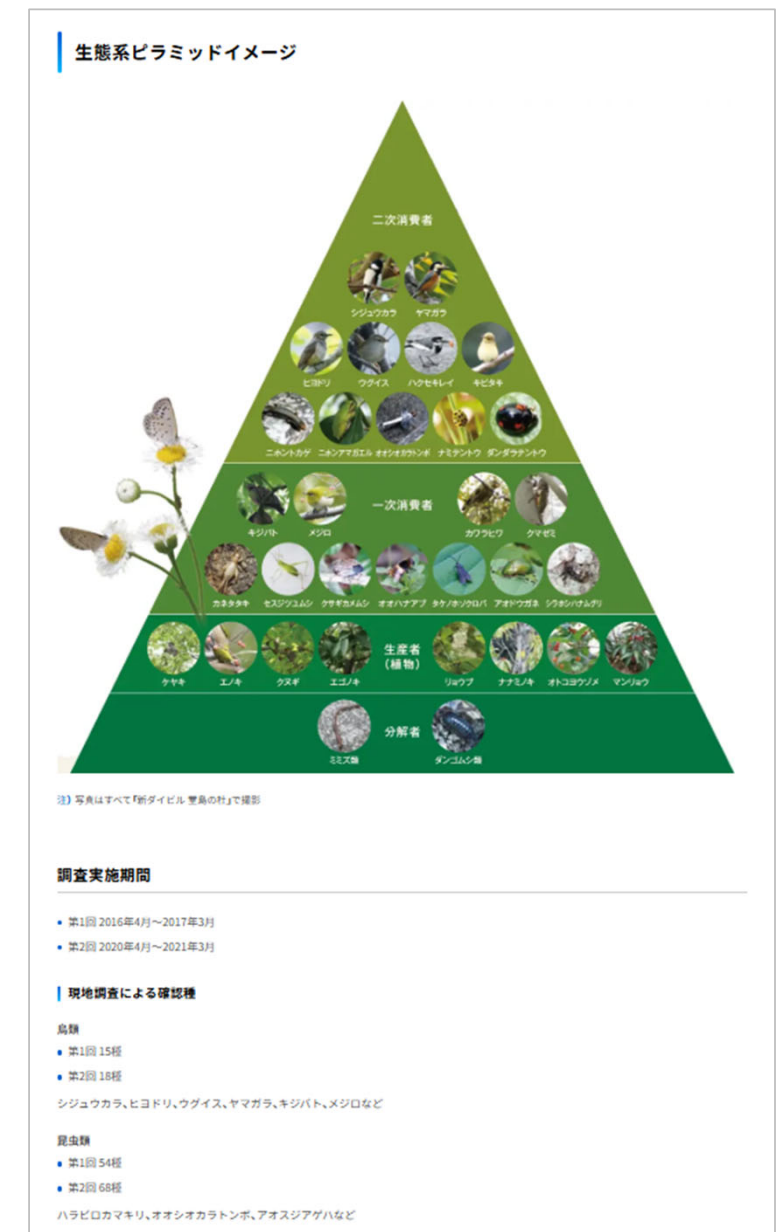 生態系ピラミッドイメージ
二次消費者
シジュウカラ ヤマガラ
ヒヨドリ ウグイス ハクセキレイ キビタキ
ニホントカゲ ニホンアマガエル オオシオカラトンボ ナミテントウ ダンダラテントウ
一次消費者
キジバト メジロ カワラヒワ クマゼミ
カネタタキ セスジツユムシ クサギカメムシ オオハナアブ タケノホソクロバ アオドウガネ シラホシハナムグリ
生産者
(植物)
ケヤキ エノキ クヌギ エゴノキ リョウブ ナナミノキ オトコヨウゾメ マンリョウ
分解者
ミミズ類 ダンゴムシ類
注) 写真はすべて「新ダイビル 堂島の杜」で撮影
調査実施期間
第1回 2016年4月~2017年3月
第2回 2020年4月~2021年3月
現地調査による確認種
鳥類
第1回 15種
第2回 18種
シジュウカラ、ヒヨドリ、ウグイス、ヤマガラ、キジバト、メジロなど
昆虫類
第1回 54種
第2回 68種
ハラビロカマキリ、オオシオカラトンボ、アオスジアゲハなど